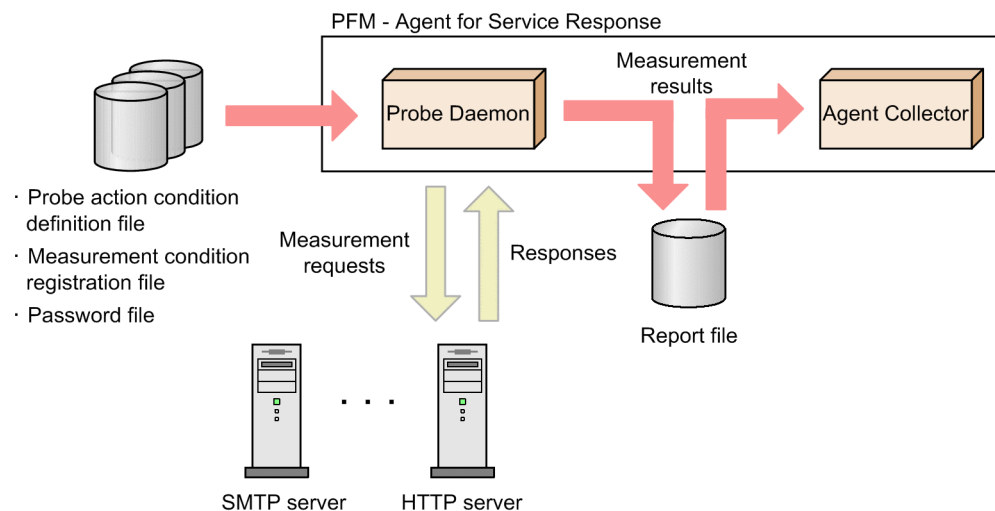 PFM - Agent for Service Response
Measurement
results
Probe Daemon
Agent Collector
· Probe action condition
definition file
· Measurement condition
registration file
· Password file
Measurement
requests
Responses
Report file
· · ·
SMTP server
HTTP server